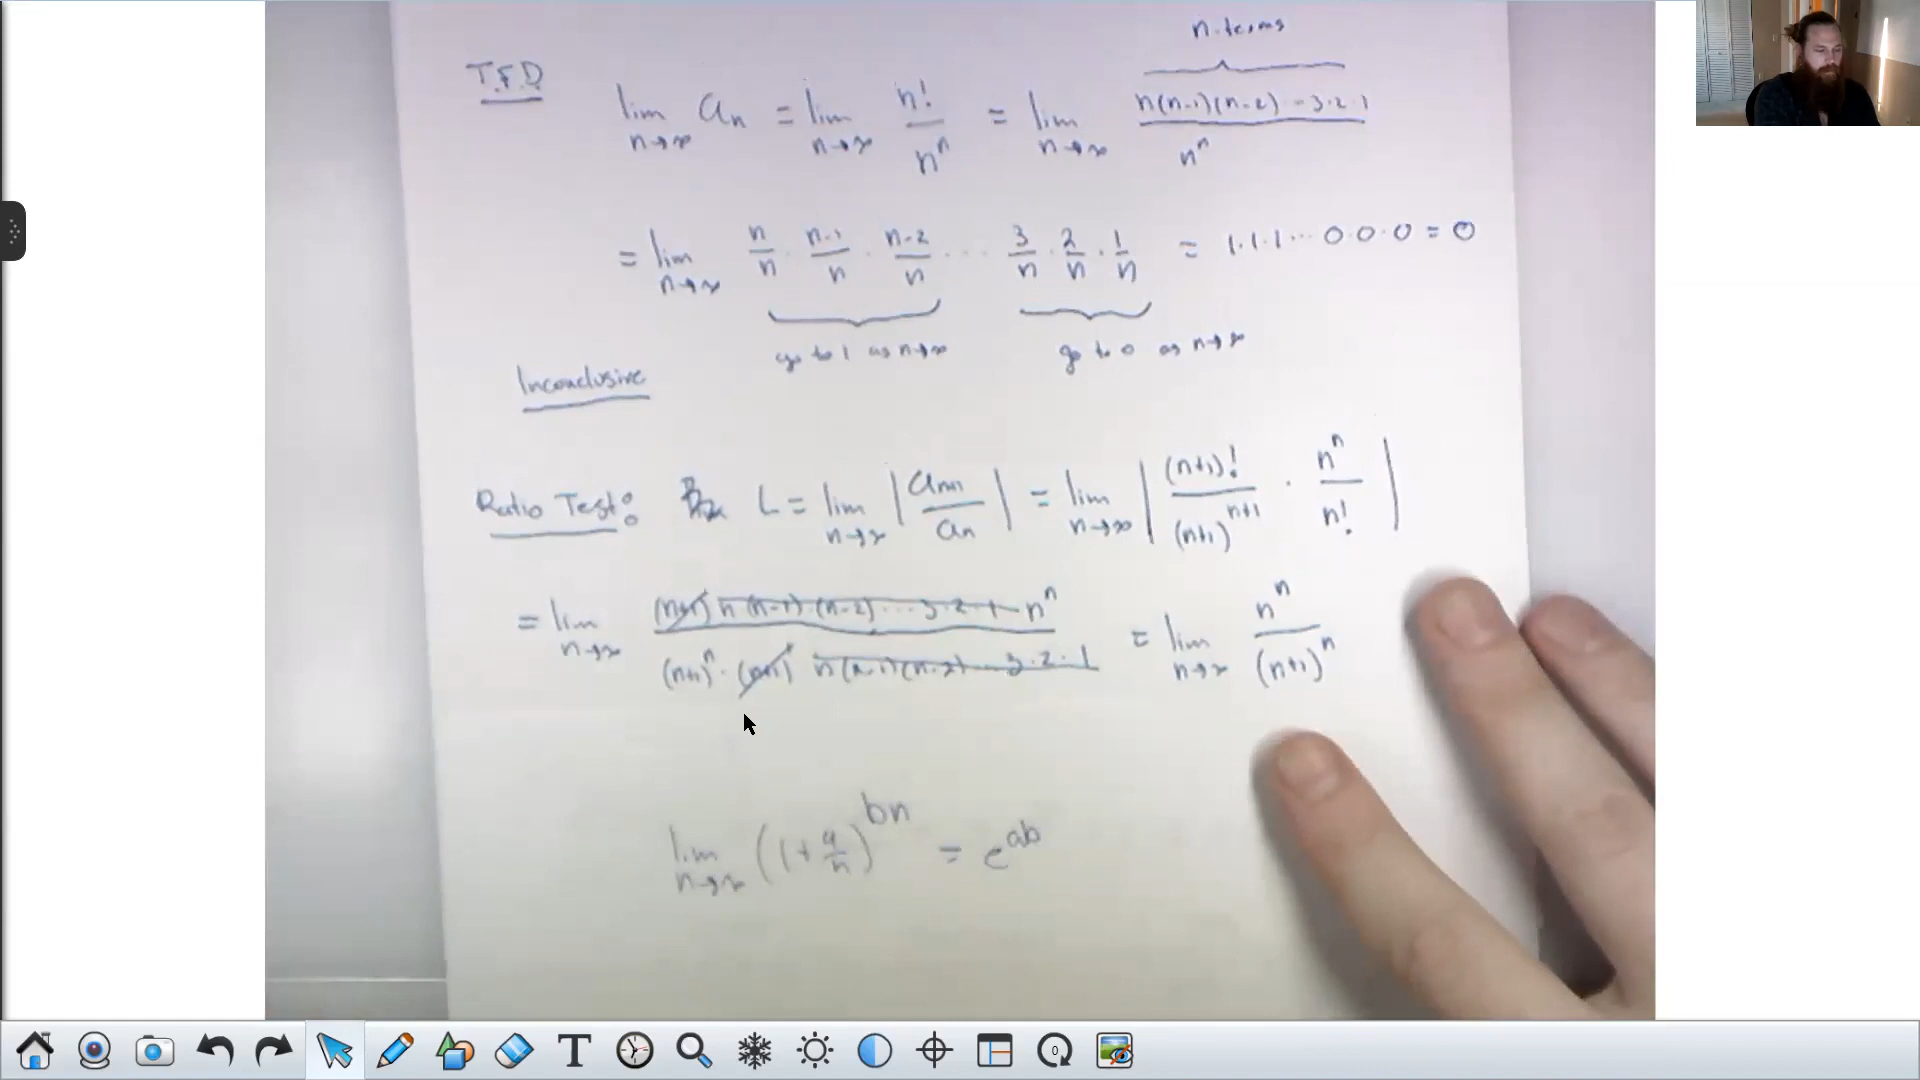 n-terms
T.F.D lim n→∞ aₙ = lim n→∞ n!/nⁿ = lim n→∞ n(n-1)(n-2)···3·2·1/nⁿ
= lim n→∞ n/n · n-1/n · n-2/n ··· 3/n · 2/n · 1/n = 1·1·1···0·0·0 = 0
go to 1 as n→∞ go to 0 as n→∞
Inconclusive
Ratio Test: L = lim n→∞ |aₙ₊₁/aₙ| = lim n→∞ |(n+1)!/(n+1)ⁿ⁺¹ · nⁿ/n!|
= lim n→∞ (n+1) n (n-1)·(n-2)···3·2·1 nⁿ/(n+1)ⁿ·(n+1) n(n-1)(n-2)···3·2·1 = lim n→∞ nⁿ/(n+1)ⁿ
lim n→∞ (1+a/n)^bn = e^ab
T
0